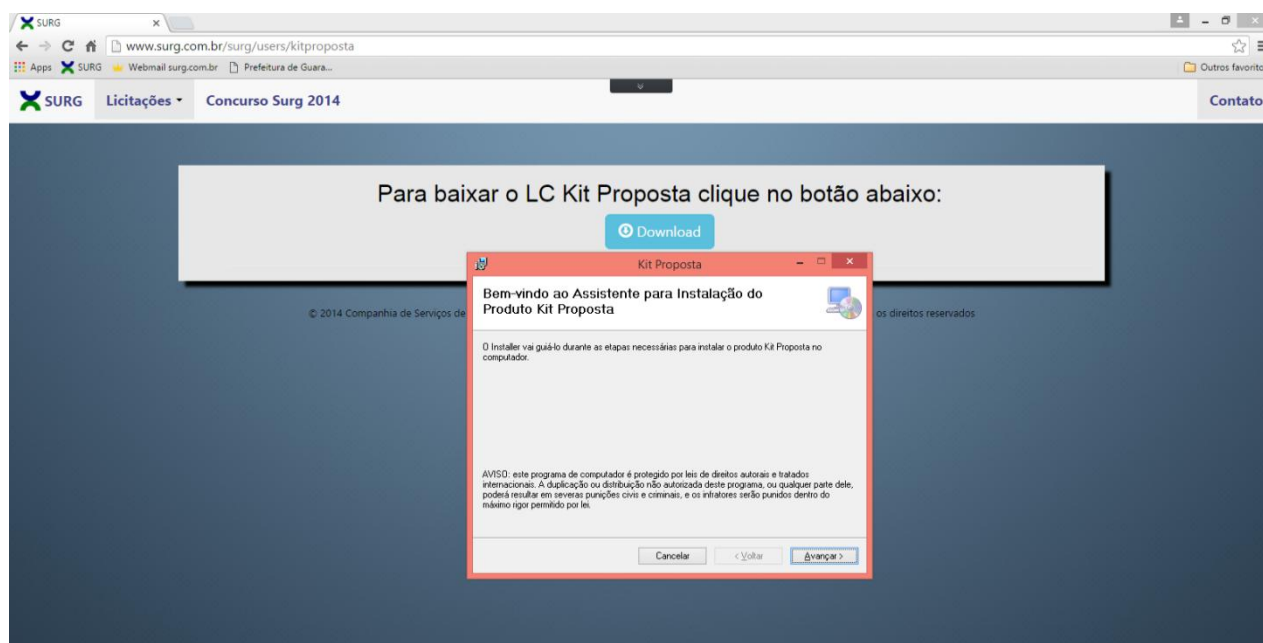 SURG
www.surg.com.br/surg/users/kitproposta
Apps SURG Webmail surg.com.br Prefeitura de Guara... Outros favorito
SURG Licitações Concurso Surg 2014 Contato
Para baixar o LC Kit Proposta clique no botão abaixo:
Download
Kit Proposta
Bem-vindo ao Assistente para Instalação do
Produto Kit Proposta
© 2014 Companhia de Serviços de os direitos reservados
O Installer vai guiá-lo durante as etapas necessárias para instalar o produto Kit Proposta no
computador.
AVISO: este programa de computador é protegido por leis de direitos autorais e tratados
internacionais. A duplicação ou distribuição não autorizada deste programa, ou qualquer parte dele,
poderá resultar em severas punições civis e criminais, e os infratores serão punidos dentro do
máximo rigor permitido por lei.
Cancelar < Voltar Avançar >